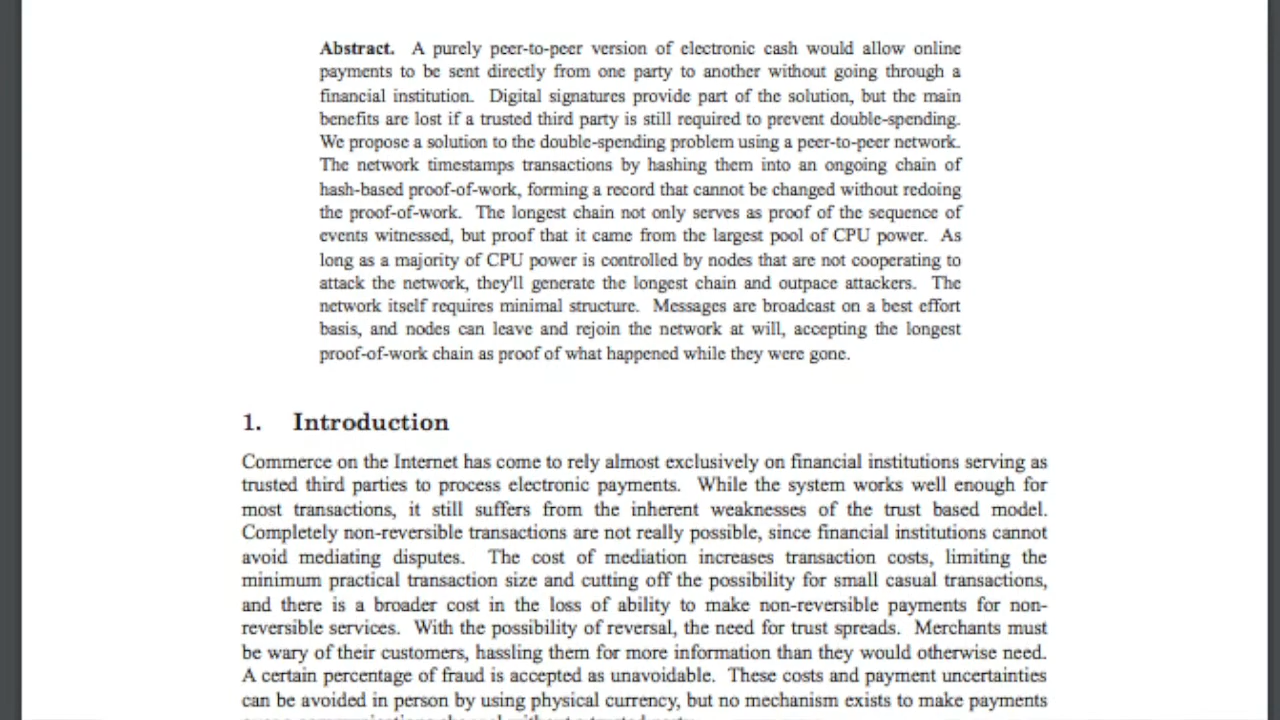 Abstract. A purely peer-to-peer version of electronic cash would allow online
payments to be sent directly from one party to another without going through a
financial institution. Digital signatures provide part of the solution, but the main
benefits are lost if a trusted third party is still required to prevent double-spending.
We propose a solution to the double-spending problem using a peer-to-peer network.
The network timestamps transactions by hashing them into an ongoing chain of
hash-based proof-of-work, forming a record that cannot be changed without redoing
the proof-of-work. The longest chain not only serves as proof of the sequence of
events witnessed, but proof that it came from the largest pool of CPU power. As
long as a majority of CPU power is controlled by nodes that are not cooperating to
attack the network, they'll generate the longest chain and outpace attackers. The
network itself requires minimal structure. Messages are broadcast on a best effort
basis, and nodes can leave and rejoin the network at will, accepting the longest
proof-of-work chain as proof of what happened while they were gone.
1. Introduction
Commerce on the Internet has come to rely almost exclusively on financial institutions serving as
trusted third parties to process electronic payments. While the system works well enough for
most transactions, it still suffers from the inherent weaknesses of the trust based model.
Completely non-reversible transactions are not really possible, since financial institutions cannot
avoid mediating disputes. The cost of mediation increases transaction costs, limiting the
minimum practical transaction size and cutting off the possibility for small casual transactions,
and there is a broader cost in the loss of ability to make non-reversible payments for non-
reversible services. With the possibility of reversal, the need for trust spreads. Merchants must
be wary of their customers, hassling them for more information than they would otherwise need.
A certain percentage of fraud is accepted as unavoidable. These costs and payment uncertainties
can be avoided in person by using physical currency, but no mechanism exists to make payments